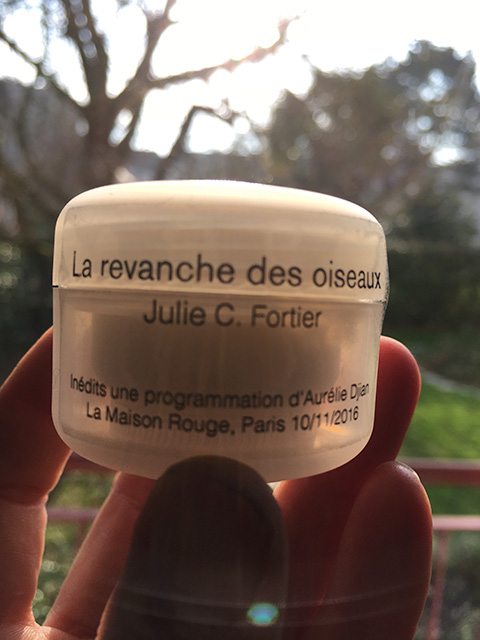 La revanche des oiseaux
Julie C. Fortier
Inédits une programmation d'Aurélie Djian
La Maison Rouge, Paris 10/11/2016